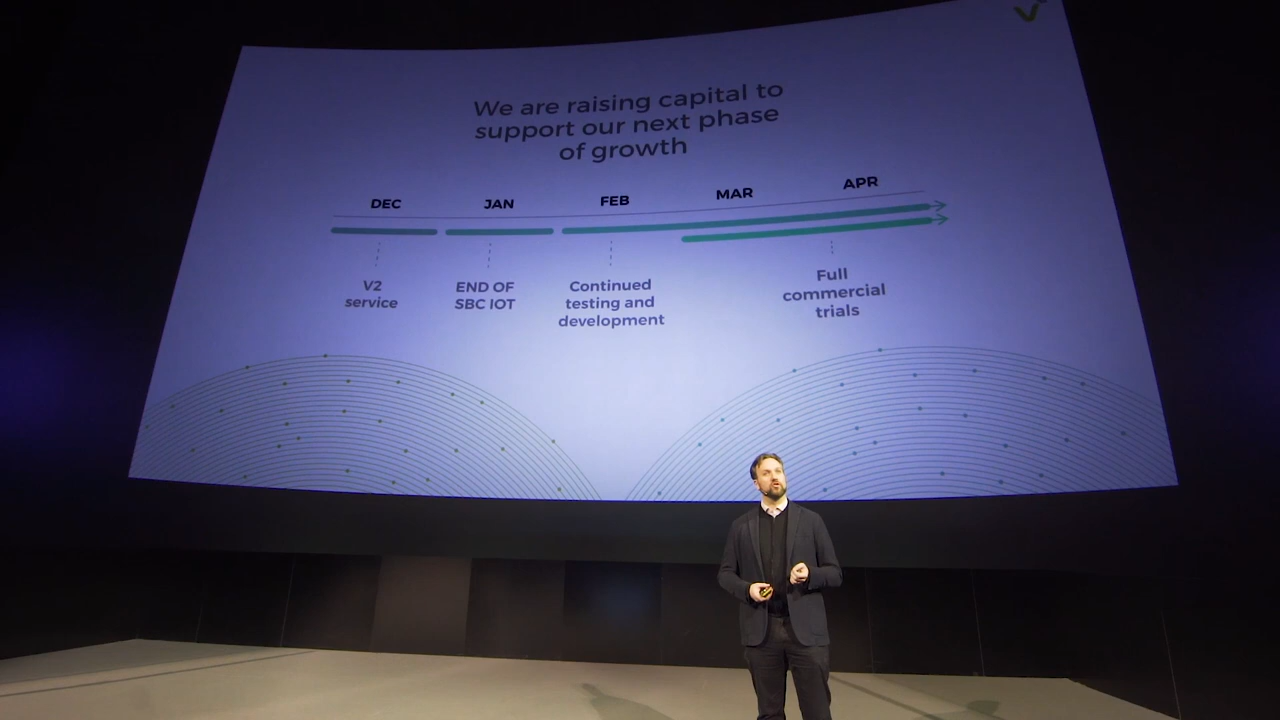 We are raising capital to
support our next phase
of growth
DEC JAN FEB MAR APR
V2
service
END OF
SBC IOT
Continued
testing and
development
Full
commercial
trials